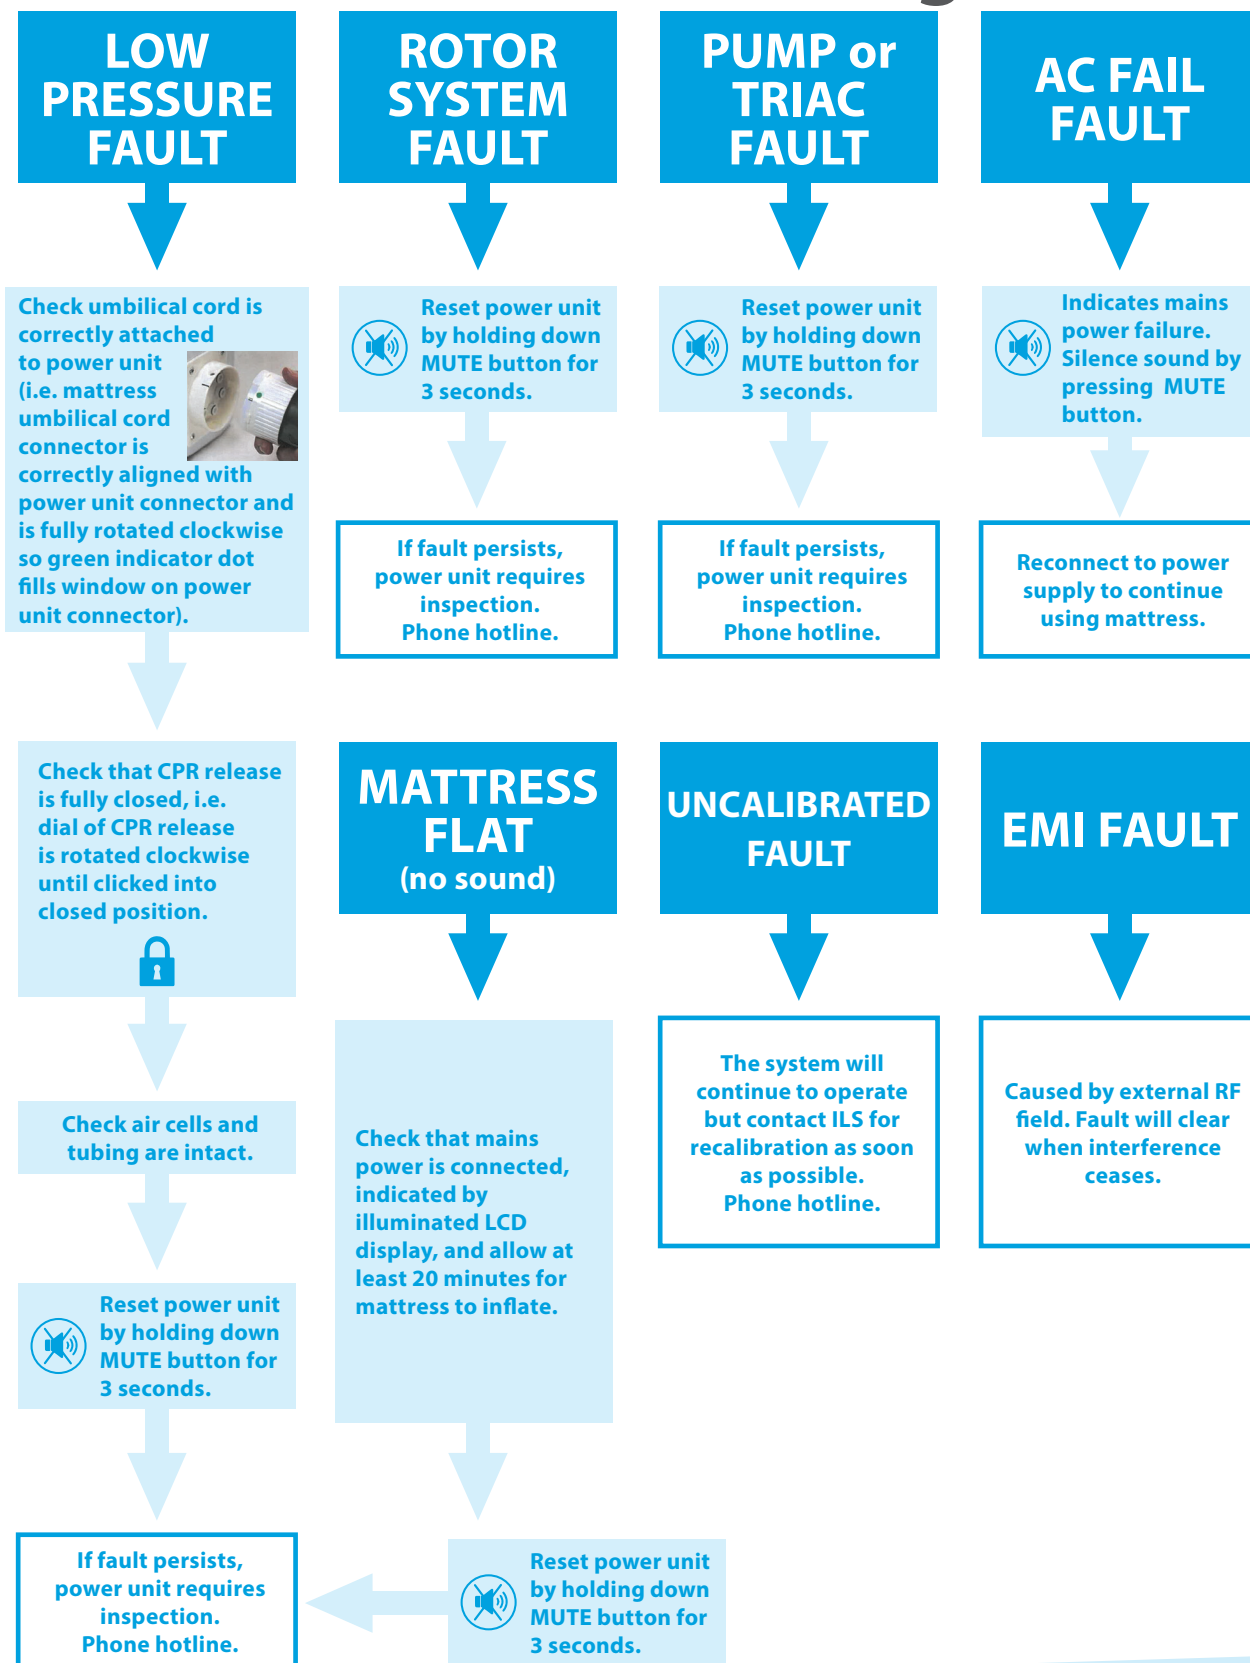 LOW
PRESSURE
FAULT
Check umbilical cord is
correctly attached
to power unit
(i.e. mattress
umbilical cord
connector is
correctly aligned with
power unit connector and
is fully rotated clockwise
so green indicator dot
fills window on power
unit connector).
Check that CPR release
is fully closed, i.e.
dial of CPR release
is rotated clockwise
until clicked into
closed position.
Check air cells and
tubing are intact.
Reset power unit
by holding down
MUTE button for
3 seconds.
If fault persists,
power unit requires
inspection.
Phone hotline.
ROTOR
SYSTEM
FAULT
Reset power unit
by holding down
MUTE button for
3 seconds.
If fault persists,
power unit requires
inspection.
Phone hotline.
PUMP or
TRIAC
FAULT
Reset power unit
by holding down
MUTE button for
3 seconds.
If fault persists,
power unit requires
inspection.
Phone hotline.
AC FAIL
FAULT
Indicates mains
power failure.
Silence sound by
pressing MUTE
button.
Reconnect to power
supply to continue
using mattress.
MATTRESS
FLAT
(no sound)
Check that mains
power is connected,
indicated by
illuminated LCD
display, and allow at
least 20 minutes for
mattress to inflate.
Reset power unit
by holding down
MUTE button for
3 seconds.
UNCALIBRATED
FAULT
The system will
continue to operate
but contact ILS for
recalibration as soon
as possible.
Phone hotline.
EMI FAULT
Caused by external RF
field. Fault will clear
when interference
ceases.